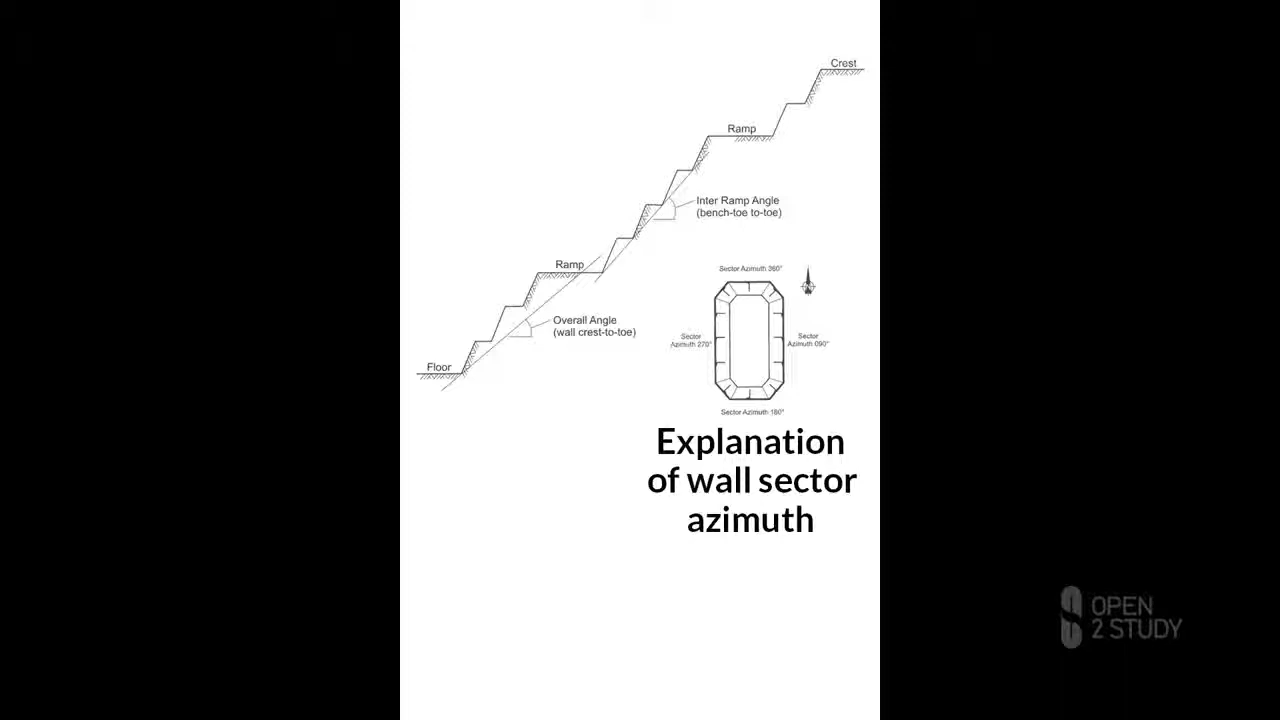 Crest
Ramp
Inter Ramp Angle
(bench-toe to-toe)
Ramp
Overall Angle
(wall crest-to-toe)
Floor
Sector Azimuth 360°
N
Sector
Azimuth 270°
Sector
Azimuth 090°
Sector Azimuth 180°
Explanation
of wall sector
azimuth
OPEN
2 STUDY